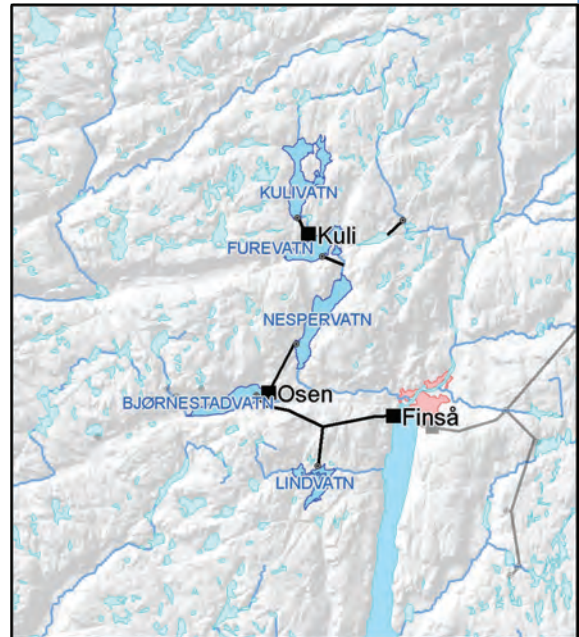 KULIVATN
Kuli
FUREVATN
NESPERVATN
Osen
BJØRNESTADVATN
Finså
LINDVATN